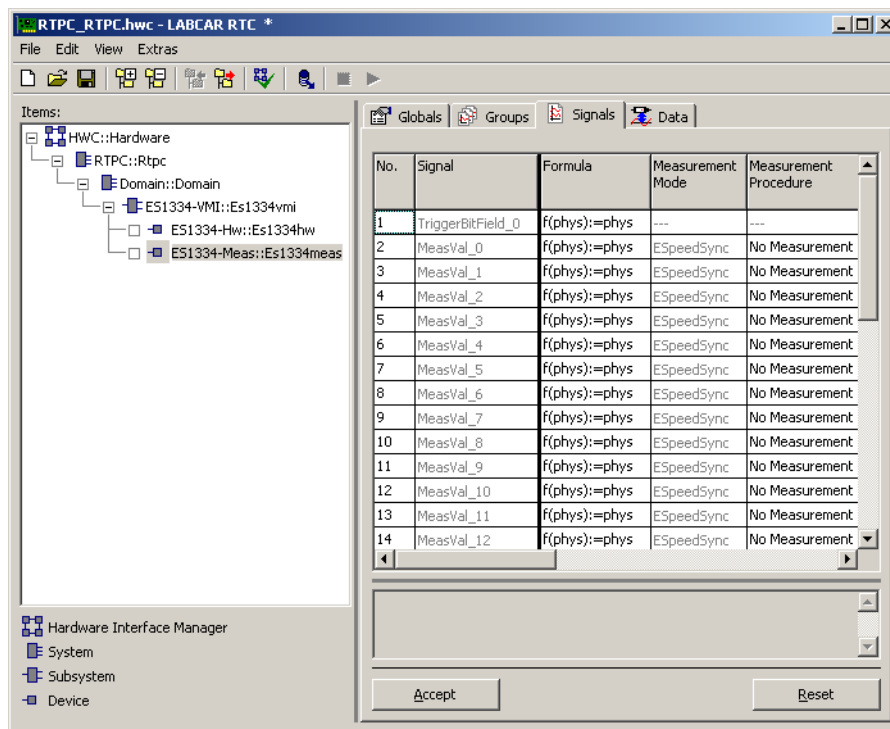 RTPC_RTPC.hwc - LABCAR RTC *
File Edit View Extras
Items:
HWC::Hardware
RTPC::Rtpc
Domain::Domain
ES1334-VMI::Es1334vmi
ES1334-Hw::Es1334hw
ES1334-Meas::Es1334meas
Hardware Interface Manager
System
Subsystem
Device
Globals Groups Signals Data
No. Signal Formula Measurement Mode Measurement Procedure
1 TriggerBitField_0 f(phys):=phys --- ---
2 MeasVal_0 f(phys):=phys ESpeedSync No Measurement
3 MeasVal_1 f(phys):=phys ESpeedSync No Measurement
4 MeasVal_2 f(phys):=phys ESpeedSync No Measurement
5 MeasVal_3 f(phys):=phys ESpeedSync No Measurement
6 MeasVal_4 f(phys):=phys ESpeedSync No Measurement
7 MeasVal_5 f(phys):=phys ESpeedSync No Measurement
8 MeasVal_6 f(phys):=phys ESpeedSync No Measurement
9 MeasVal_7 f(phys):=phys ESpeedSync No Measurement
10 MeasVal_8 f(phys):=phys ESpeedSync No Measurement
11 MeasVal_9 f(phys):=phys ESpeedSync No Measurement
12 MeasVal_10 f(phys):=phys ESpeedSync No Measurement
13 MeasVal_11 f(phys):=phys ESpeedSync No Measurement
14 MeasVal_12 f(phys):=phys ESpeedSync No Measurement
Accept Reset